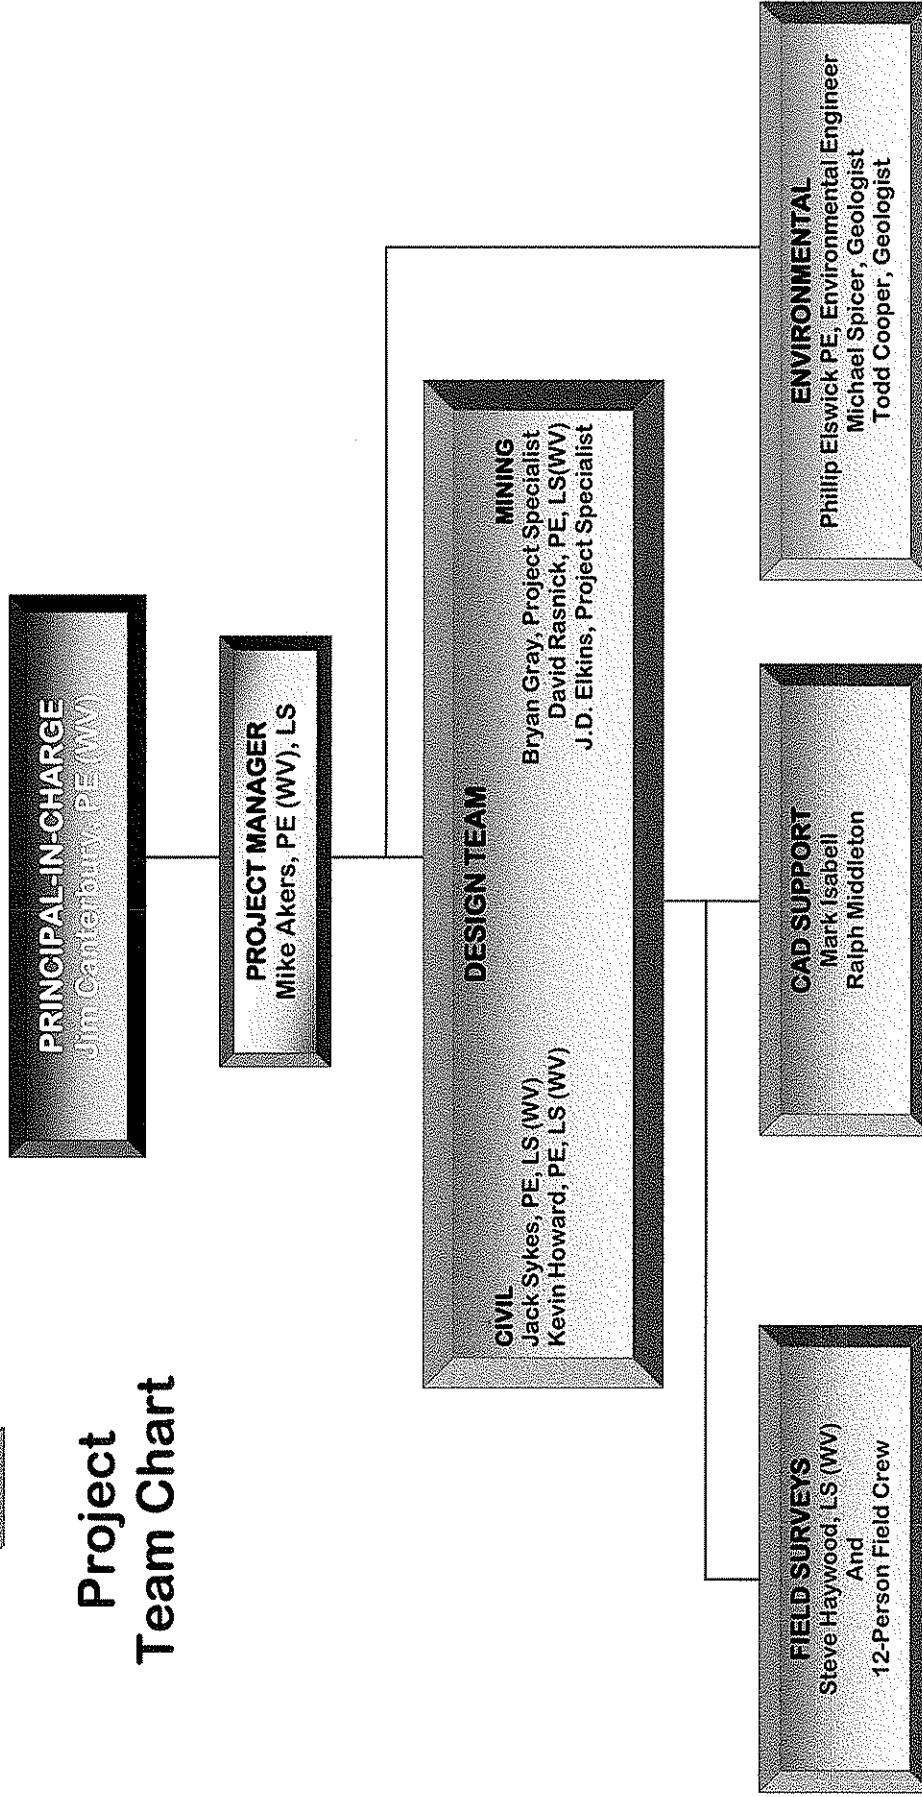 Project
Team Chart
PRINCIPAL-IN-CHARGE
Jim Canterbury, PE (WV)
PROJECT MANAGER
Mike Akers, PE (WV), LS
DESIGN TEAM
CIVIL
Jack Sykes, PE, LS (WV)
Kevin Howard, PE, LS (WV)
MINING
Bryan Gray, Project Specialist
David Rasnick, PE, LS(WV)
J.D. Elkins, Project Specialist
FIELD SURVEYS
Steve Haywood, LS (WV)
And
12-Person Field Crew
CAD SUPPORT
Mark Isabell
Ralph Middleton
ENVIRONMENTAL
Phillip Elswick PE, Environmental Engineer
Michael Spicer, Geologist
Todd Cooper, Geologist